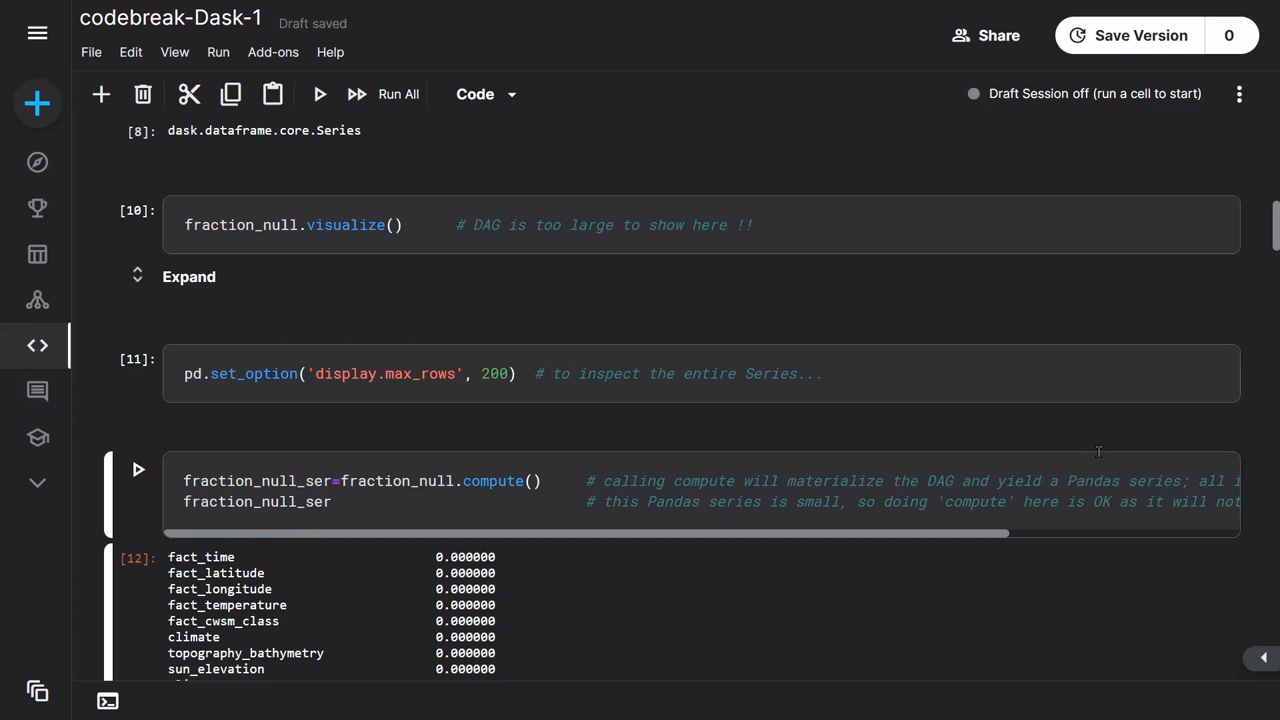 codebreak-Dask-1 Draft saved
File Edit View Run Add-ons Help
Share
Save Version 0
Run All
Code
Draft Session off (run a cell to start)
[8]: dask.dataframe.core.Series
[10]: fraction_null.visualize() # DAG is too large to show here !!
Expand
[11]: pd.set_option('display.max_rows', 200) # to inspect the entire Series...
fraction_null_ser=fraction_null.compute() # calling compute will materialize the DAG and yield a Pandas series; all i
fraction_null_ser # this Pandas series is small, so doing 'compute' here is OK as it will not
[12]: fact_time 0.000000
fact_latitude 0.000000
fact_longitude 0.000000
fact_temperature 0.000000
fact_cwsm_class 0.000000
climate 0.000000
topography_bathymetry 0.000000
sun_elevation 0.000000